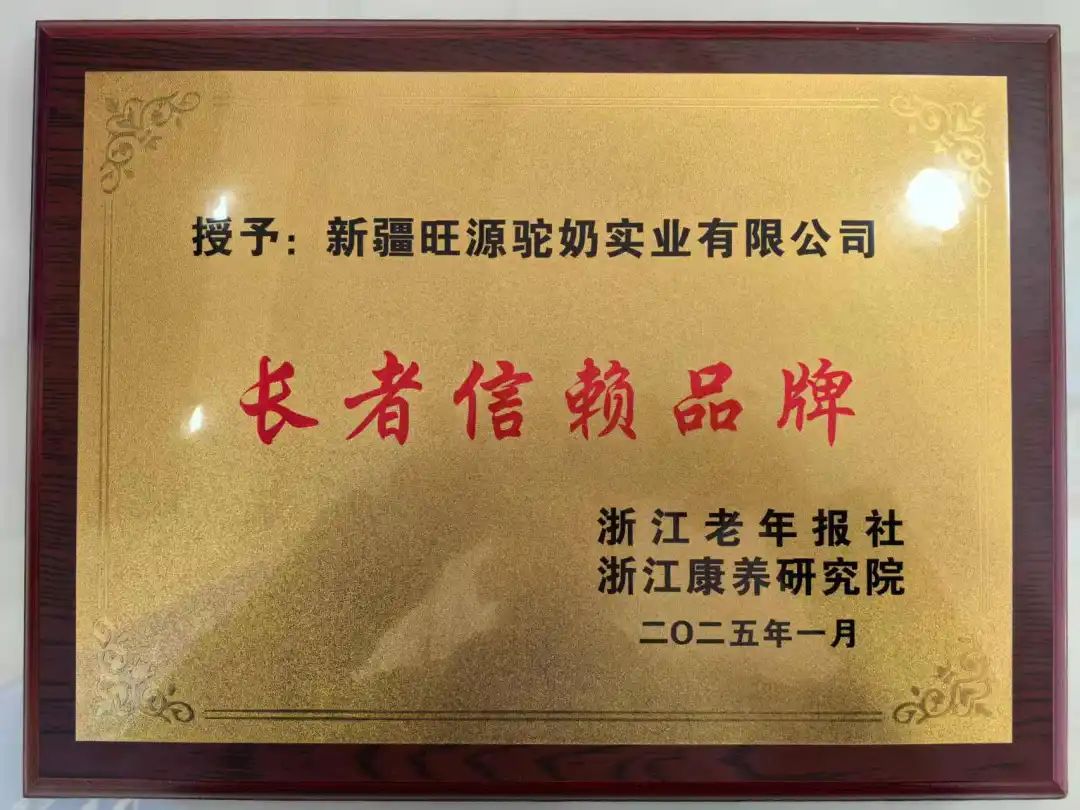 授予：新疆旺源驼奶实业有限公司
长者信赖品牌
浙江老年报社
浙江康养研究院
二〇二五年一月